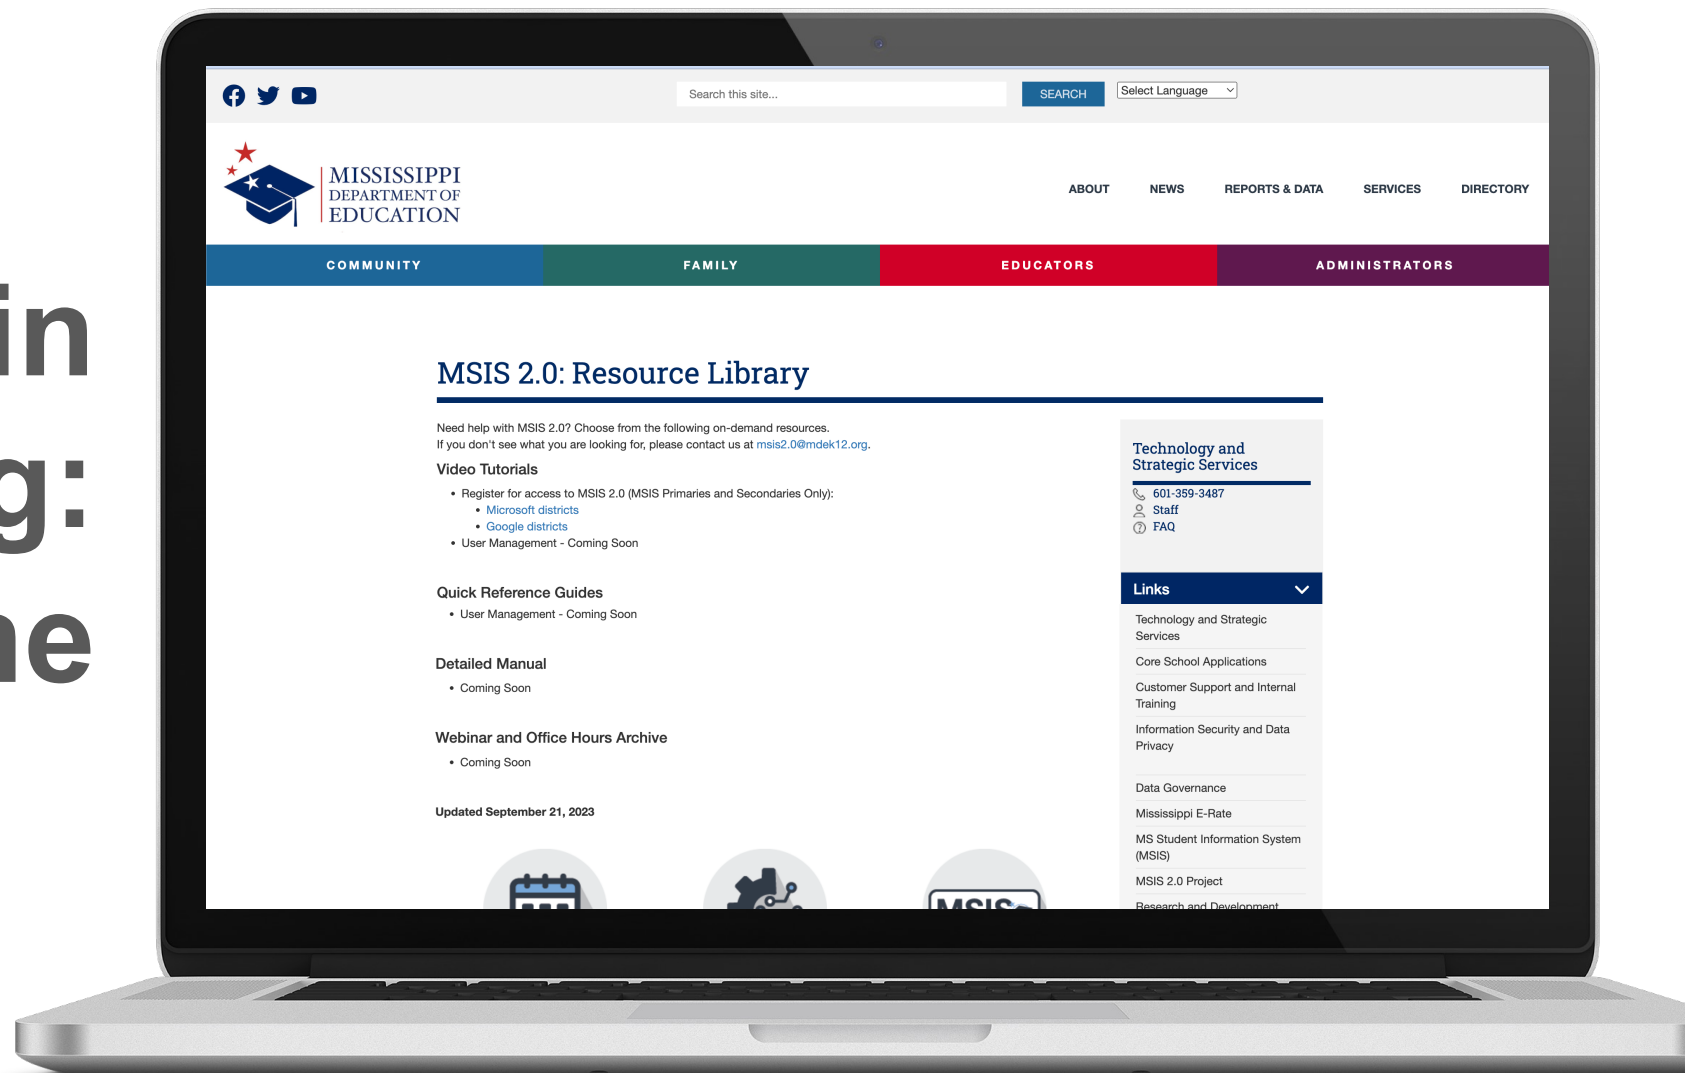 in
g:
ne
Search this site...
SEARCH
Select Language
MISSISSIPPI
DEPARTMENT OF
EDUCATION
ABOUT NEWS REPORTS & DATA SERVICES DIRECTORY
COMMUNITY FAMILY EDUCATORS ADMINISTRATORS
MSIS 2.0: Resource Library
Need help with MSIS 2.0? Choose from the following on-demand resources.
If you don't see what you are looking for, please contact us at msis2.0@mdek12.org.
Video Tutorials
• Register for access to MSIS 2.0 (MSIS Primaries and Secondaries Only):
• Microsoft districts
• Google districts
• User Management - Coming Soon
Quick Reference Guides
• User Management - Coming Soon
Detailed Manual
• Coming Soon
Webinar and Office Hours Archive
• Coming Soon
Updated September 21, 2023
MSIS
Technology and
Strategic Services
601-359-3487
Staff
FAQ
Links
Technology and Strategic
Services
Core School Applications
Customer Support and Internal
Training
Information Security and Data
Privacy
Data Governance
Mississippi E-Rate
MS Student Information System
(MSIS)
MSIS 2.0 Project
Research and Development